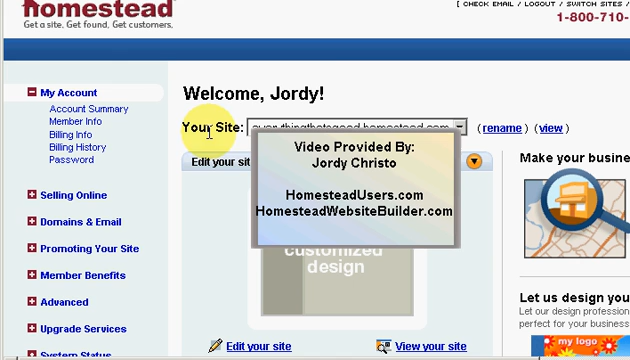 homestead
Get a site. Get found. Get customers.
[ CHECK EMAIL / LOGOUT / SWITCH SITES /
1-800-710-
My Account
Account Summary
Member Info
Billing Info
Billing History
Password
Selling Online
Domains & Email
Promoting Your Site
Member Benefits
Advanced
Upgrade Services
System Status
Welcome, Jordy!
Your Site:
(rename) (view)
Edit your sit
Video Provided By:
Jordy Christo
HomesteadUsers.com
HomesteadWebsiteBuilder.com
customized
design
Edit your site
View your site
Make your busine
Let us design you
Let our design profession
perfect for your business
my logo